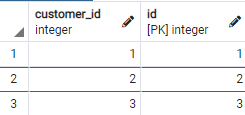 customer_id id
integer [PK] integer
1 1 1
2 2 2
3 3 3